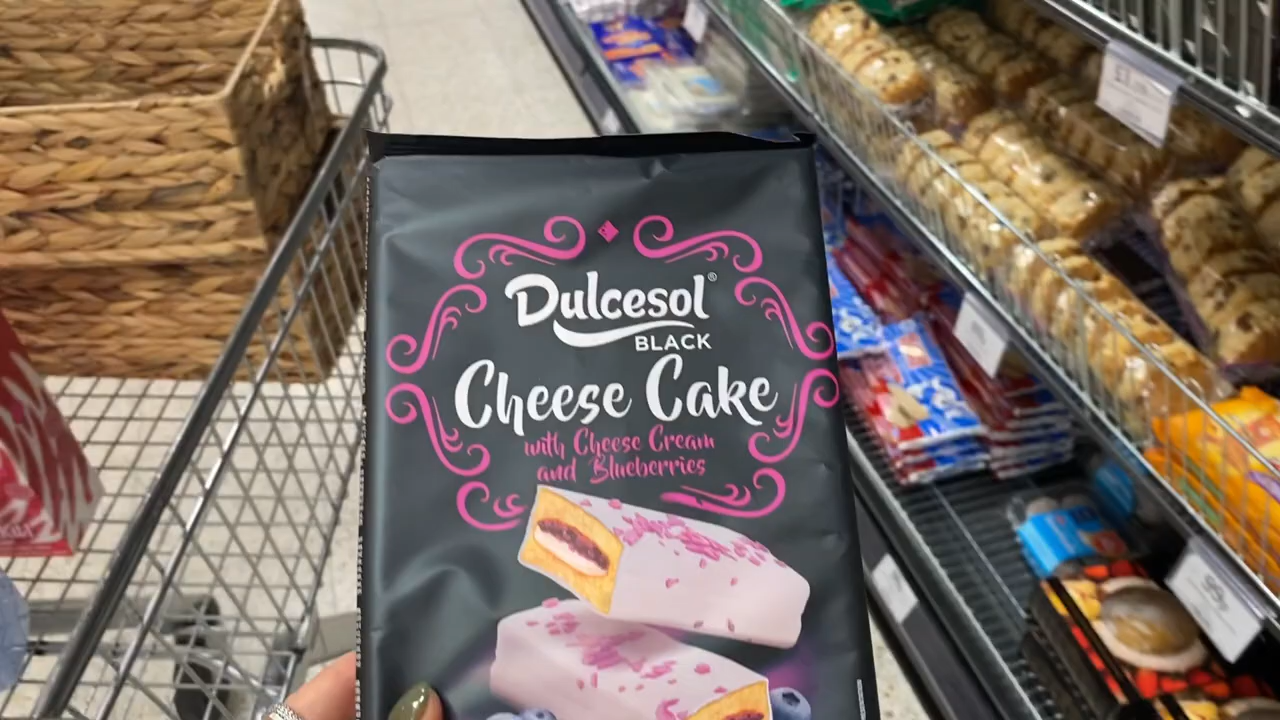 Dulcesol®
BLACK
Cheese Cake
with Cheese Cream
and Blueberries